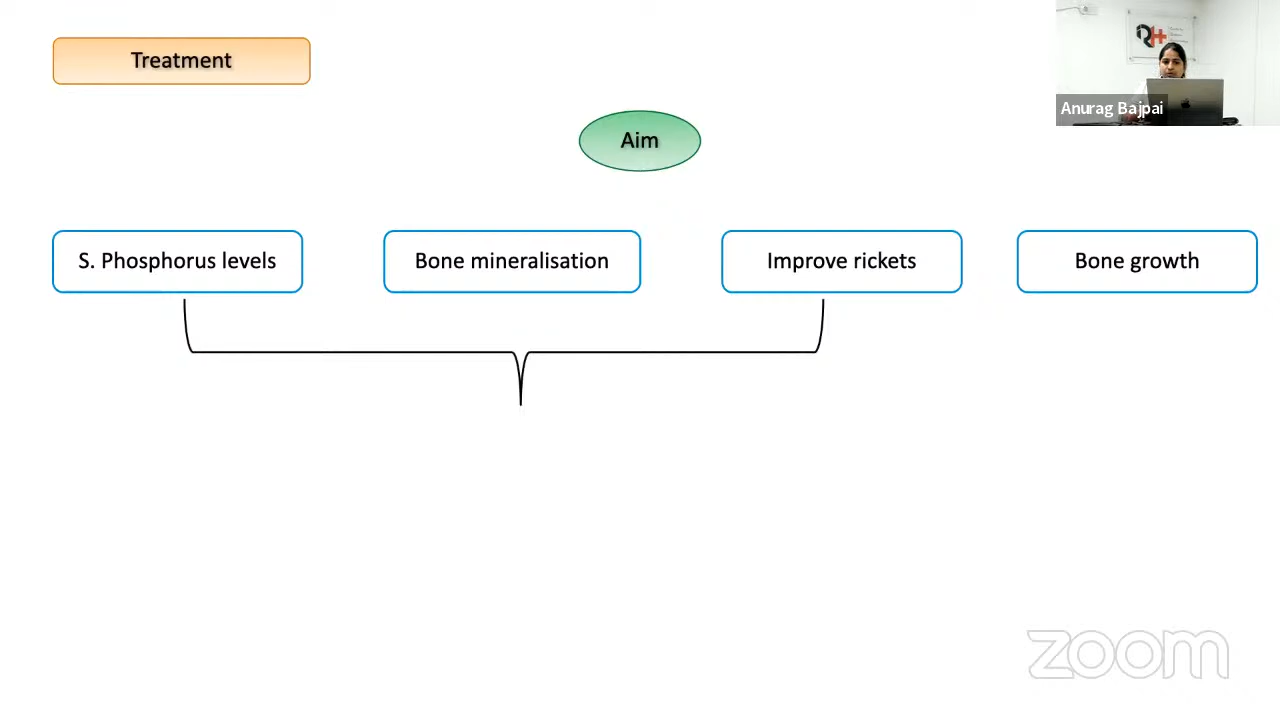 Treatment
Anurag Bajpai
Aim
S. Phosphorus levels
Bone mineralisation
Improve rickets
Bone growth
zoom